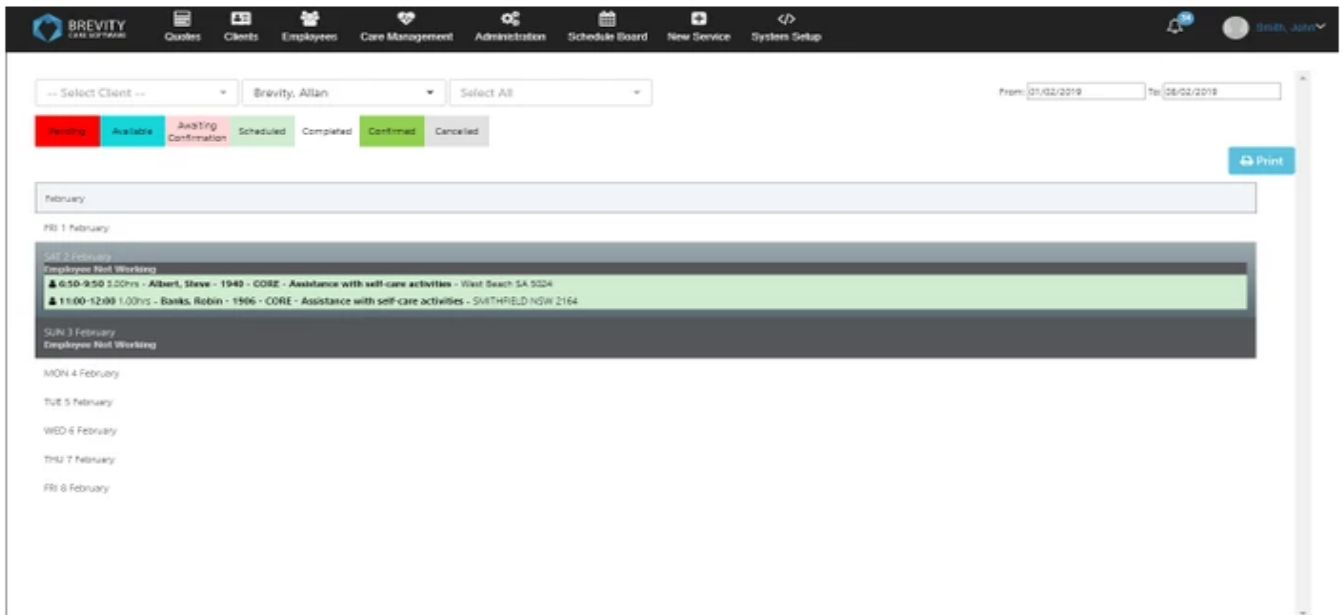 BREVITY
CARE SOFTWARE
Quotes
Clients
Employees
Care Management
Administration
Schedule Board
New Service
System Setup
Smith, John
-- Select Client --
Brevity, Allan
Select All
From: 01/02/2019
To: 08/02/2019
Pending
Available
Awaiting
Confirmation
Scheduled
Completed
Confirmed
Cancelled
Print
February
FRI 1 February
SAT 2 February
Employee Not Working
6:50-9:50 3.00hrs - Albert, Steve - 1940 - CORE - Assistance with self-care activities - West Beach SA 5024
11:00-12:00 1.00hrs - Banks, Robin - 1906 - CORE - Assistance with self-care activities - SMITHFIELD NSW 2164
SUN 3 February
Employee Not Working
MON 4 February
TUE 5 February
WED 6 February
THU 7 February
FRI 8 February